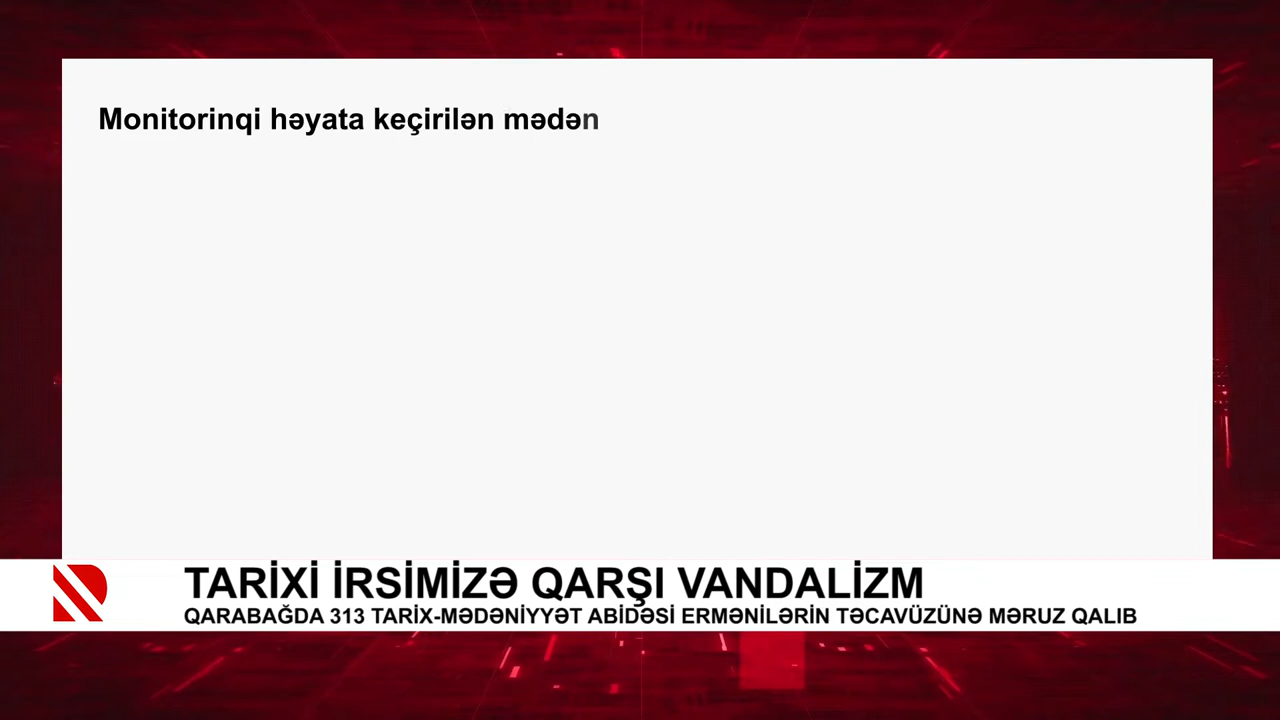 Monitorinqi həyata keçirilən mədən
TARİXİ İRSİMİZƏ QARŞI VANDALİZM
QARABAĞDA 313 TARİX-MƏDƏNİYYƏT ABİDƏSİ ERMƏNİLƏRİN TƏCAVÜZÜNƏ MƏRUZ QALIB